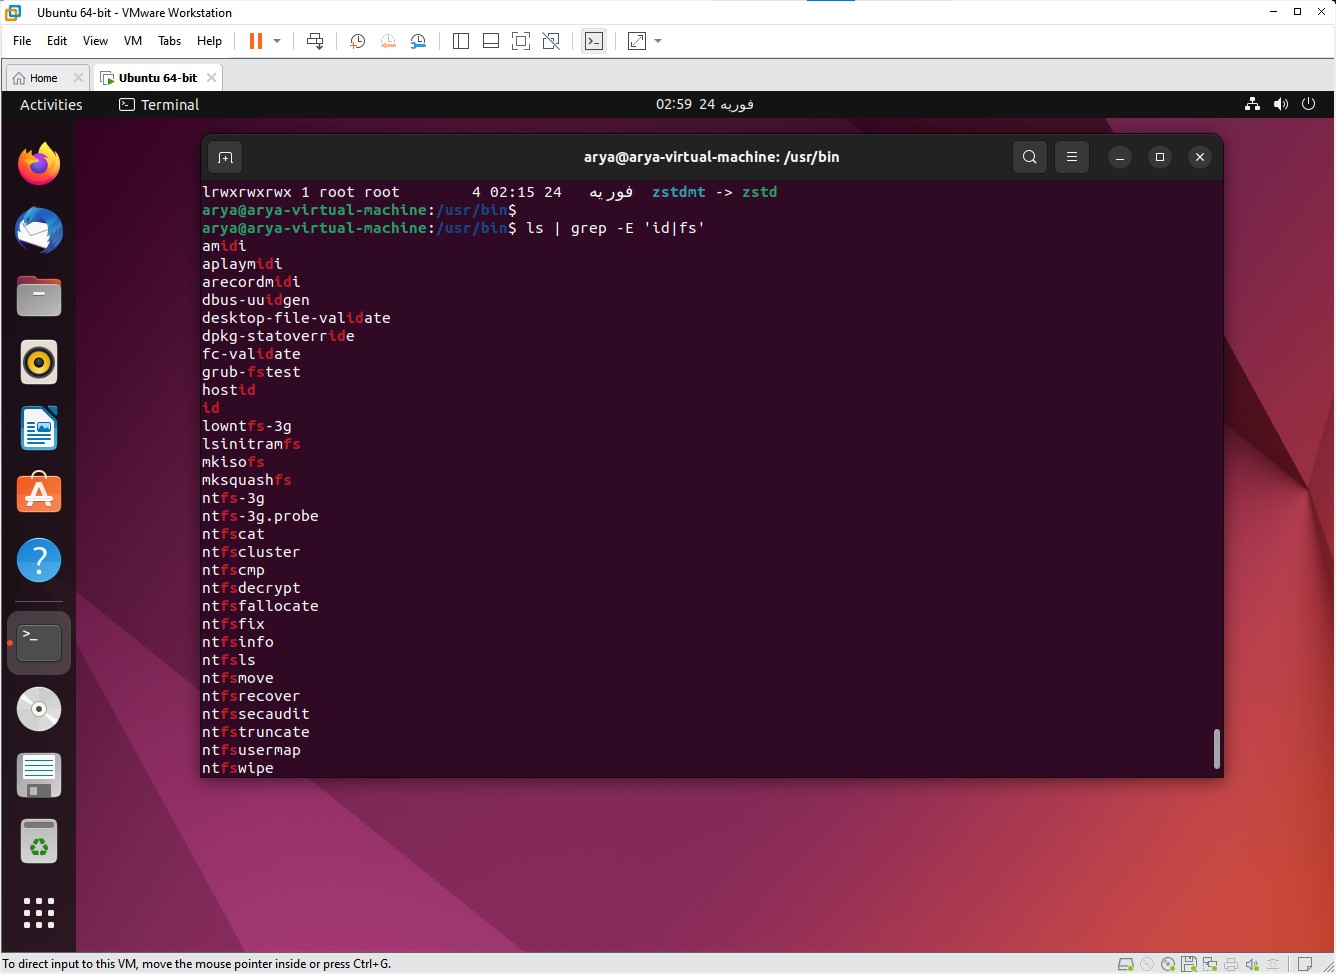 Ubuntu 64-bit - VMware Workstation
File Edit View VM Tabs Help
Home
Ubuntu 64-bit
Activities
Terminal
02:59 24 فوریه
arya@arya-virtual-machine: /usr/bin
lrwxrwxrwx 1 root root 4 02:15 24 فوریه zstdmt -> zstd
arya@arya-virtual-machine:/usr/bin$
arya@arya-virtual-machine:/usr/bin$ ls | grep -E 'id|fs'
amidi
aplaymidi
arecordmidi
dbus-uuidgen
desktop-file-validate
dpkg-statoverride
fc-validate
grub-fstest
hostid
id
lowntfs-3g
lsinitramfs
mkisofs
mksquashfs
ntfs-3g
ntfs-3g.probe
ntfscat
ntfscluster
ntfscmp
ntfsdecrypt
ntfsfallocate
ntfsfix
ntfsinfo
ntfsls
ntfsmove
ntfsrecover
ntfssecaudit
ntfstruncate
ntfsusermap
ntfswipe
To direct input to this VM, move the mouse pointer inside or press Ctrl+G.